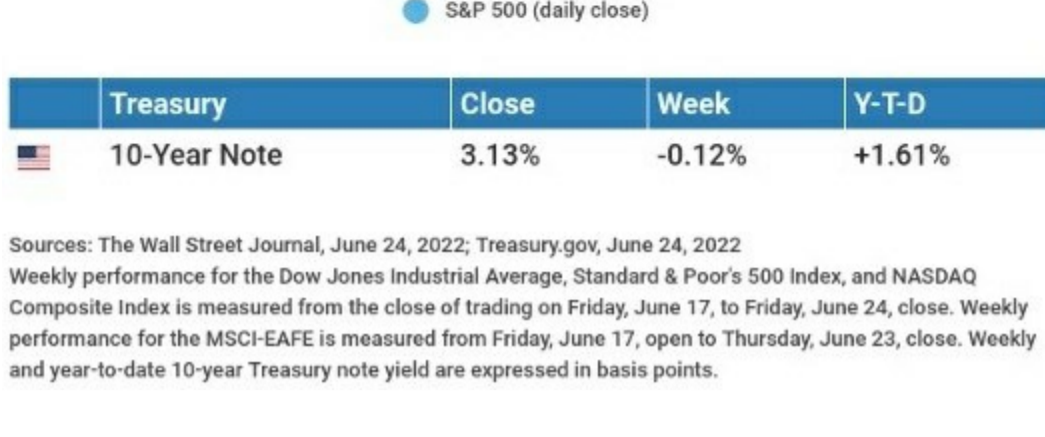 S&P 500 (daily close)
Treasury Close Week Y-T-D
10-Year Note 3.13% -0.12% +1.61%
Sources: The Wall Street Journal, June 24, 2022; Treasury.gov, June 24, 2022
Weekly performance for the Dow Jones Industrial Average, Standard & Poor's 500 Index, and NASDAQ
Composite Index is measured from the close of trading on Friday, June 17, to Friday, June 24, close. Weekly
performance for the MSCI-EAFE is measured from Friday, June 17, open to Thursday, June 23, close. Weekly
and year-to-date 10-year Treasury note yield are expressed in basis points.